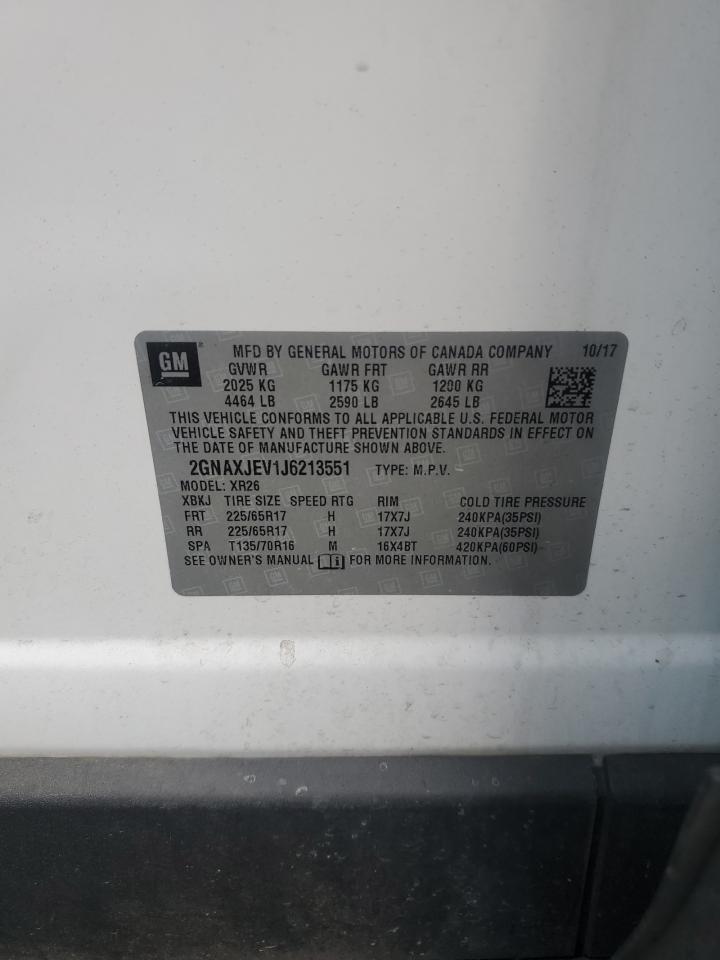 GM
MFD BY GENERAL MOTORS OF CANADA COMPANY 10/17
GVWR GAWR FRT GAWR RR
2025 KG 1175 KG 1200 KG
4464 LB 2590 LB 2645 LB
THIS VEHICLE CONFORMS TO ALL APPLICABLE U.S. FEDERAL MOTOR
VEHICLE SAFETY AND THEFT PREVENTION STANDARDS IN EFFECT ON
THE DATE OF MANUFACTURE SHOWN ABOVE.
2GNAXJEV1J6213551 TYPE: M.P.V.
MODEL: XR26
XBKJ TIRE SIZE SPEED RTG RIM COLD TIRE PRESSURE
FRT 225/65R17 H 17X7J 240KPA(35PSI)
RR 225/65R17 H 17X7J 240KPA(35PSI)
SPA T135/70R16 M 16X4BT 420KPA(60PSI)
SEE OWNER'S MANUAL i FOR MORE INFORMATION.